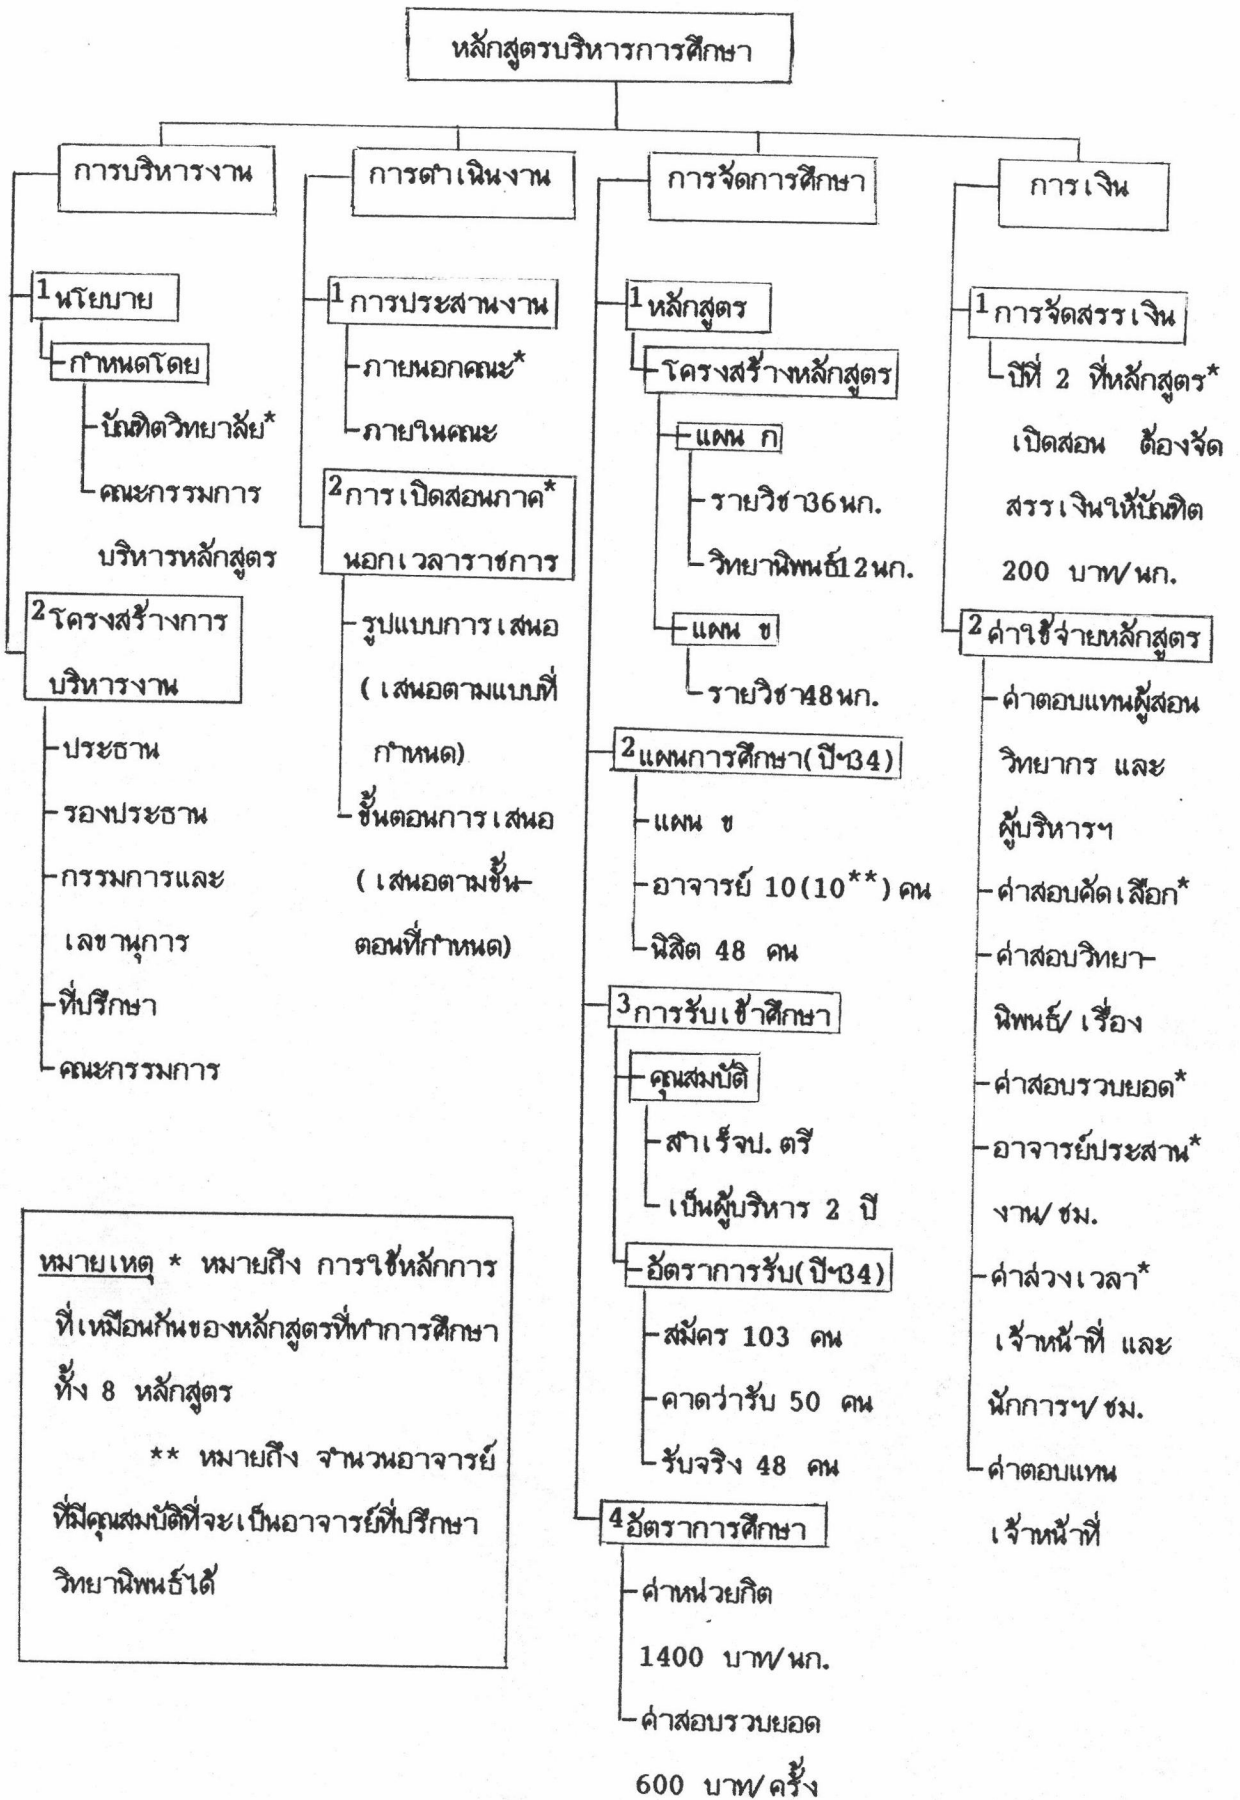 หลักสูตรบริหารการศึกษา
การบริหารงาน
1 นโยบาย
กำหนดโดย
บัณฑิตวิทยาลัย*
คณะกรรมการ
บริหารหลักสูตร
2 โครงสร้างการ
บริหารงาน
ประธาน
รองประธาน
กรรมการและ
เลขานุการ
ที่ปรึกษา
คณะกรรมการ
การดำเนินงาน
1 การประสานงาน
ภายนอกคณะ*
ภายในคณะ
2 การเปิดสอนภาค*
นอกเวลาราชการ
รูปแบบการเสนอ
(เสนอตามแบบที่
กำหนด)
ขั้นตอนการเสนอ
(เสนอตามขั้น-
ตอนที่กำหนด)
การจัดการศึกษา
1 หลักสูตร
โครงสร้างหลักสูตร
แผน ก
รายวิชา36นก.
วิทยานิพนธ์12นก.
แผน ข
รายวิชา48นก.
2 แผนการศึกษา(ปีฯ34)
แผน ข
อาจารย์ 10(10**)คน
นิสิต 48 คน
3 การรับเข้าศึกษา
คุณสมบัติ
สำเร็จป.ตรี
เป็นผู้บริหาร 2 ปี
อัตราการรับ(ปีฯ34)
สมัคร 103 คน
คาดว่ารับ 50 คน
รับจริง 48 คน
4 อัตราการศึกษา
ค่าหน่วยกิต
1400 บาท/นก.
ค่าสอบรวบยอด
600 บาท/ครั้ง
การเงิน
1 การจัดสรรเงิน
ปีที่ 2 ที่หลักสูตร*
เปิดสอน ต้องจัด
สรรเงินให้บัณฑิต
200 บาท/นก.
2 ค่าใช้จ่ายหลักสูตร
ค่าตอบแทนผู้สอน
วิทยากร และ
ผู้บริหารฯ
ค่าสอบคัดเลือก*
ค่าสอบวิทยา-
นิพนธ์/เรื่อง
ค่าสอบรวบยอด*
อาจารย์ประสาน*
งาน/ชม.
ค่าล่วงเวลา*
เจ้าหน้าที่ และ
นักการฯ/ชม.
ค่าตอบแทน
เจ้าหน้าที่
หมายเหตุ * หมายถึง การใช้หลักการ
ที่เหมือนกันของหลักสูตรที่ทำการศึกษา
ทั้ง 8 หลักสูตร
** หมายถึง จำนวนอาจารย์
ที่มีคุณสมบัติที่จะเป็นอาจารย์ที่ปรึกษา
วิทยานิพนธ์ได้